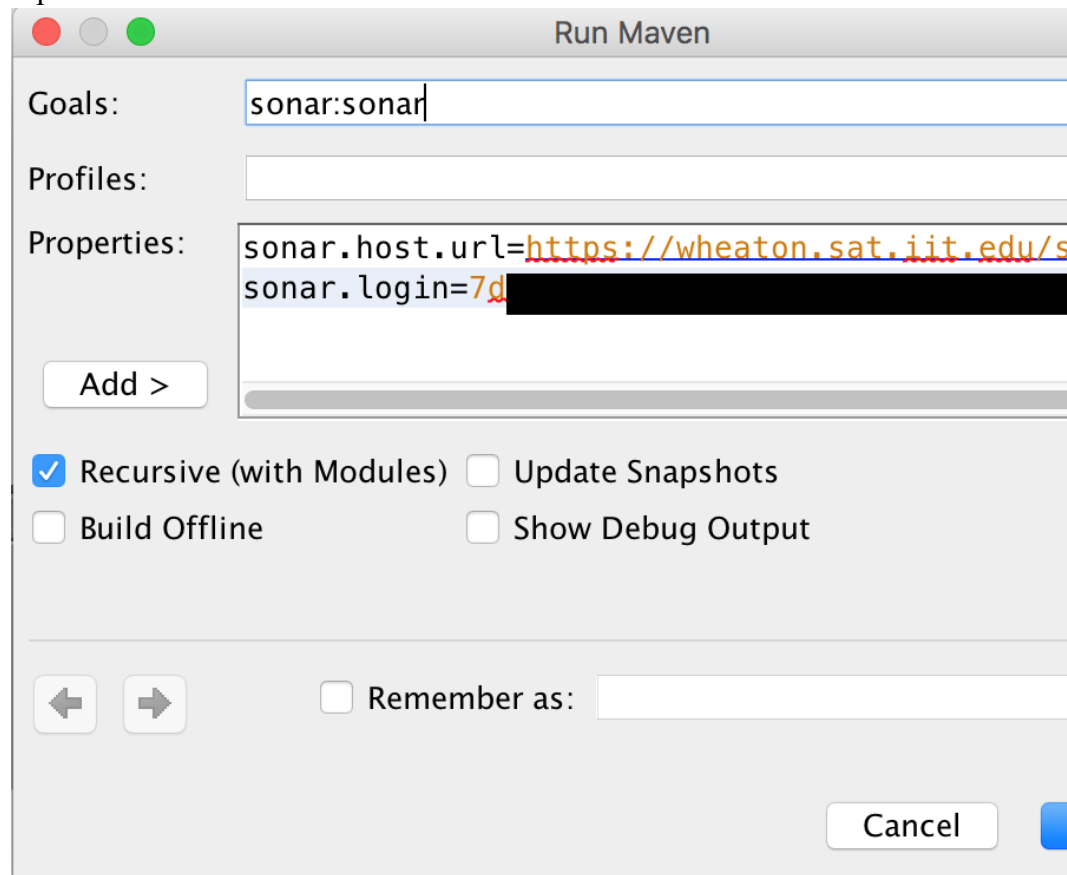 Run Maven
Goals: sonar:sonar
Profiles:
Properties: sonar.host.url=https://wheaton.sat.iit.edu/s
sonar.login=7d
Add >
Recursive (with Modules) Update Snapshots
Build Offline Show Debug Output
Remember as:
Cancel